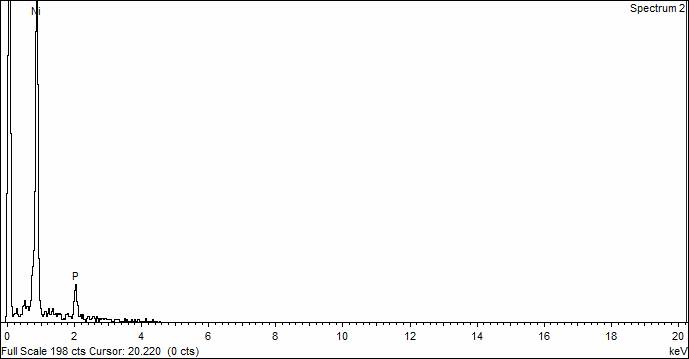 Spectrum 2
Ni
P
0 2 4 6 8 10 12 14 16 18 20
Full Scale 198 cts Cursor: 20.220 (0 cts) keV